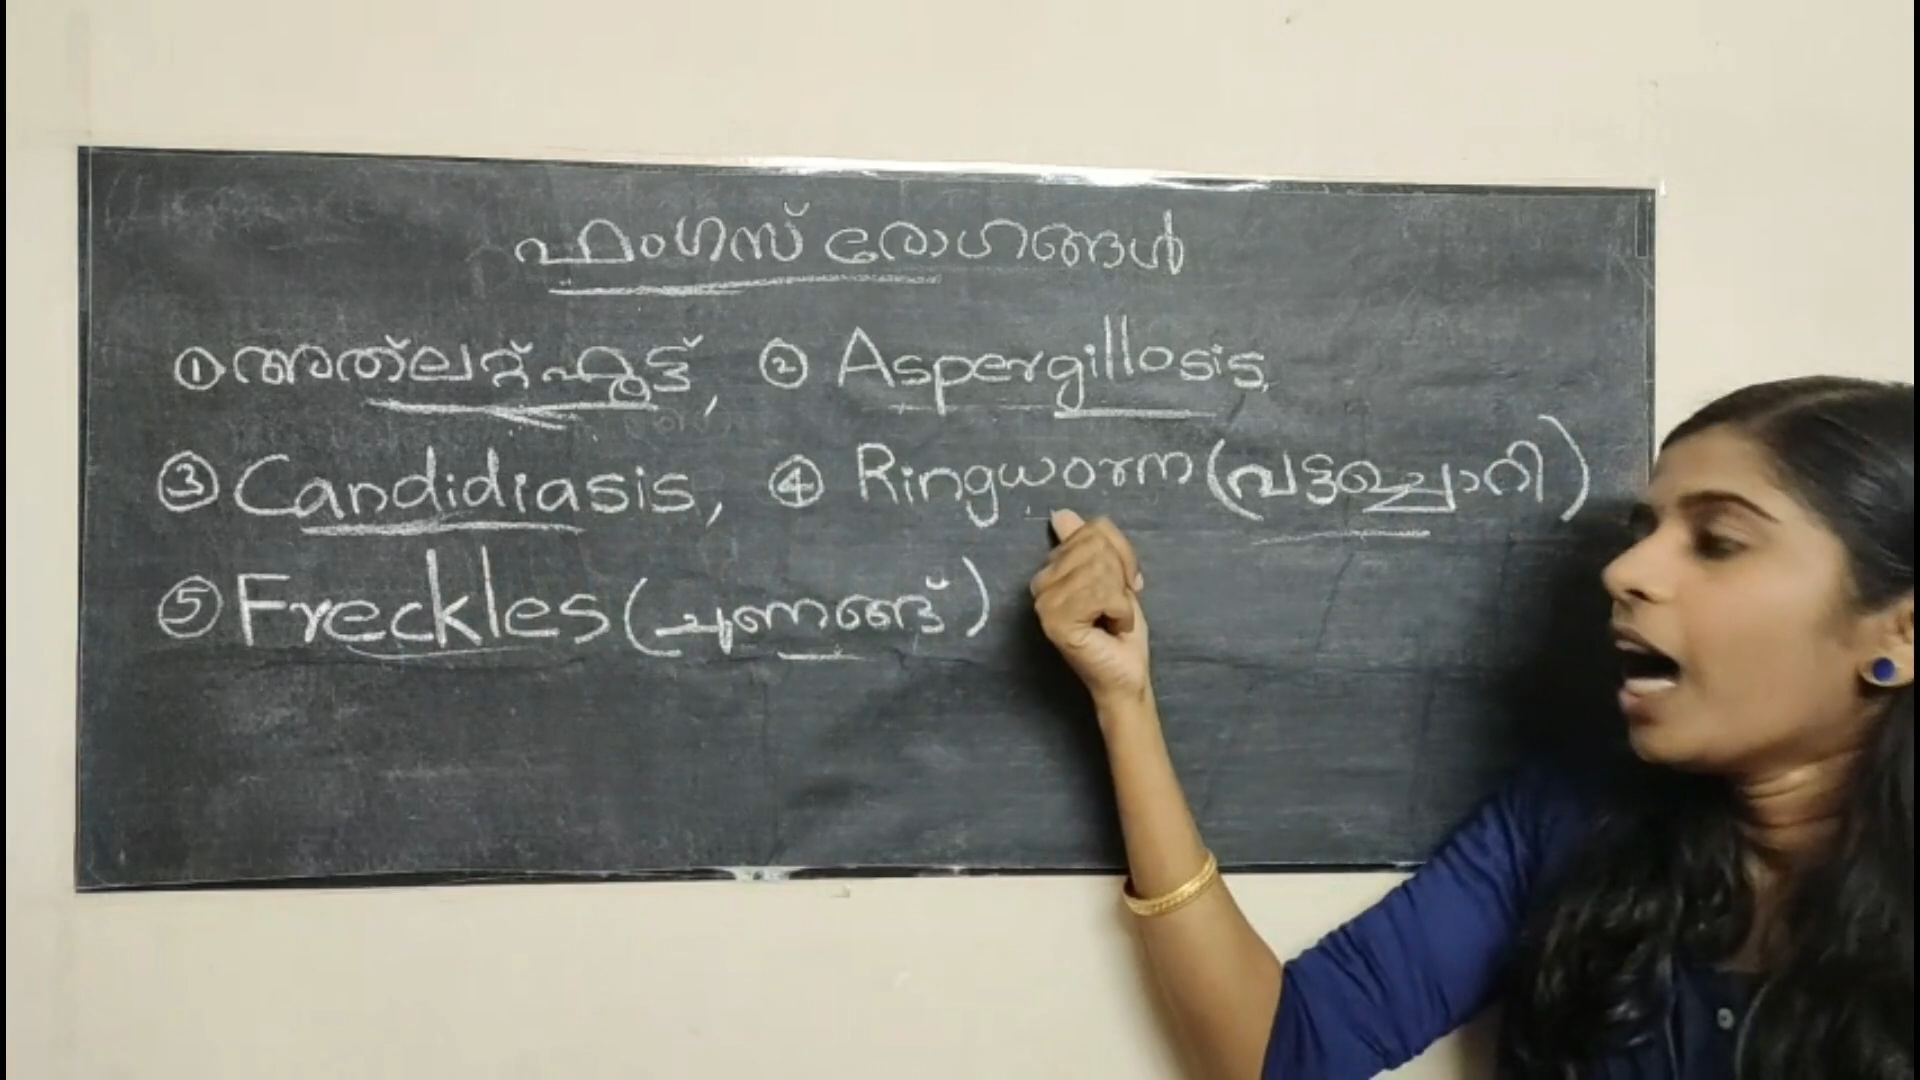 ഫംഗസ് രോഗങ്ങൾ
① അത്‌ലറ്റ് ഫൂട്ട്, ② Aspergillosis,
③ Candidiasis, ④ Ringworm (വട്ടച്ചൊറി)
⑤ Freckles (ചുണങ്ങ്)